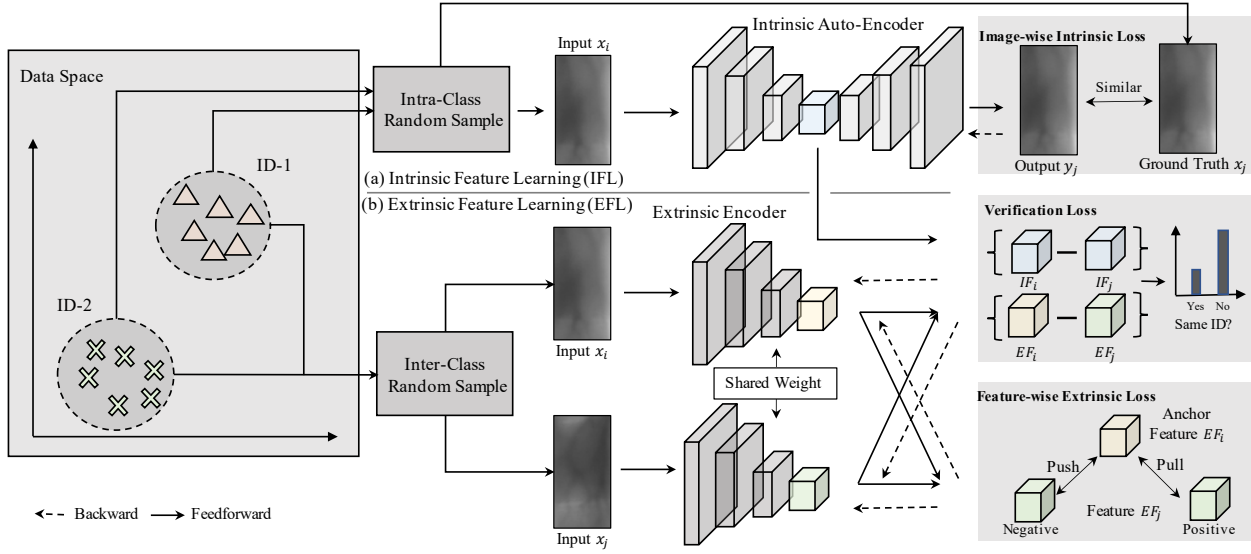 Data Space
ID-1
ID-2
Intra-Class
Random Sample
Input x_i
Intrinsic Auto-Encoder
Image-wise Intrinsic Loss
Similar
Output y_j
Ground Truth x_j
(a) Intrinsic Feature Learning (IFL)
(b) Extrinsic Feature Learning (EFL)
Inter-Class
Random Sample
Input x_i
Input x_j
Extrinsic Encoder
Shared Weight
Verification Loss
IF_i
IF_j
EF_i
EF_j
Yes
No
Same ID?
Feature-wise Extrinsic Loss
Anchor
Feature EF_i
Push
Pull
Feature EF_j
Negative
Positive
Backward
Feedforward